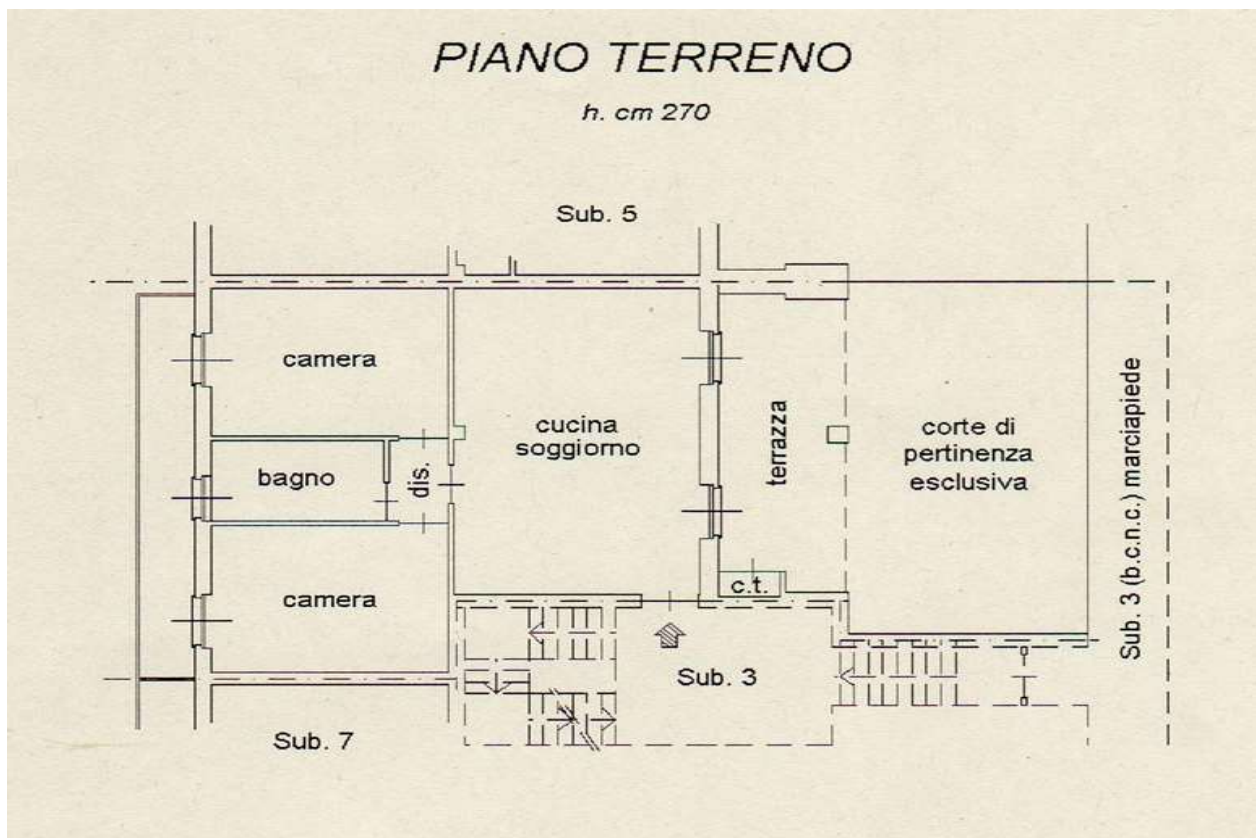 PIANO TERRENO
h. cm 270
Sub. 5
camera
cucina
soggiorno
terrazza
corte di
pertinenza
esclusiva
Sub. 3 (b.c.n.c.) marciapiede
bagno
dis.
camera
c.t.
Sub. 3
Sub. 7